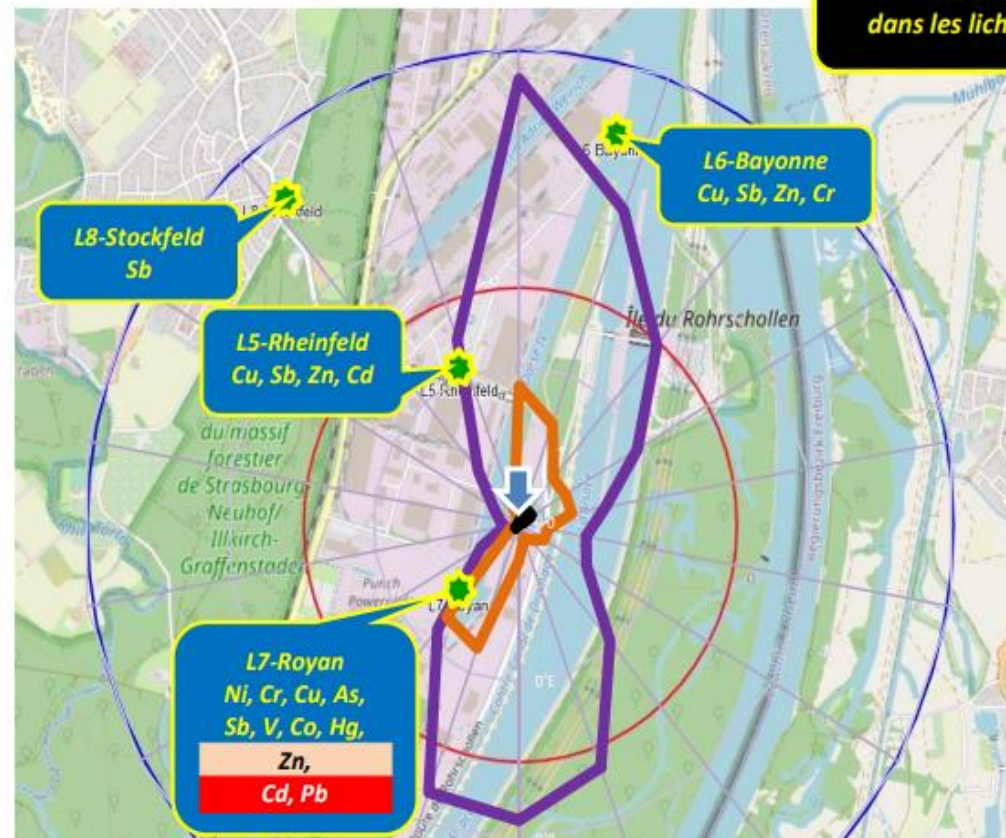 dans les lich
L6-Bayonne
Cu, Sb, Zn, Cr
L8-Stockfeld
Sb
Île du Rohrschollen
L5-Rheinfeld
Cu, Sb, Zn, Cd
du massif
forestier
de Strasbourg
Neuhof/
Illkirch-
Graffenstaden
Punch
L7-Royan
Ni, Cr, Cu, As,
Sb, V, Co, Hg,
Zn,
Cd, Pb
D'E